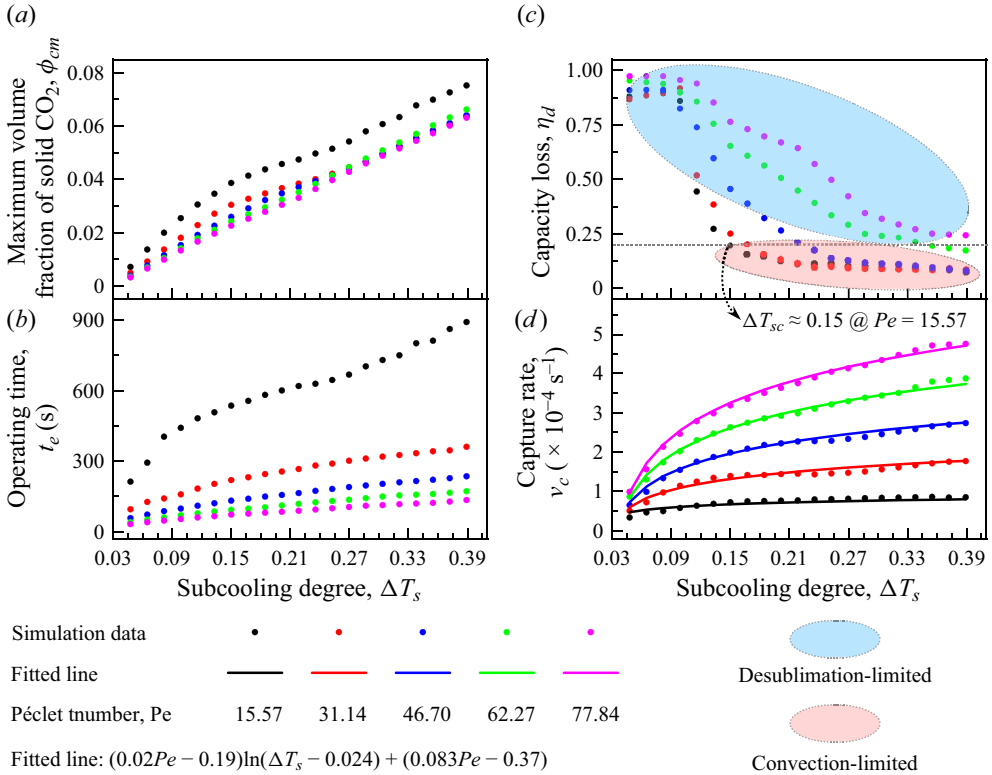 (a)
Maximum volume
fraction of solid CO2, ϕcm
0.08
0.06
0.04
0.02
0
(b)
Operating time,
te (s)
900
600
300
0
0.03 0.09 0.15 0.21 0.27 0.33 0.39
Subcooling degree, ΔTs
(c)
Capacity loss, ηd
1.00
0.75
0.50
0.25
0.20
0
ΔTsc ≈ 0.15 @ Pe = 15.57
(d)
Capture rate,
vc ( × 10−4 s−1)
5
4
3
2
1
0
0.03 0.09 0.15 0.21 0.27 0.33 0.39
Subcooling degree, ΔTs
Simulation data
Fitted line
Péclet tnumber, Pe 15.57 31.14 46.70 62.27 77.84
Fitted line: (0.02Pe − 0.19)ln(ΔTs − 0.024) + (0.083Pe − 0.37)
Desublimation-limited
Convection-limited